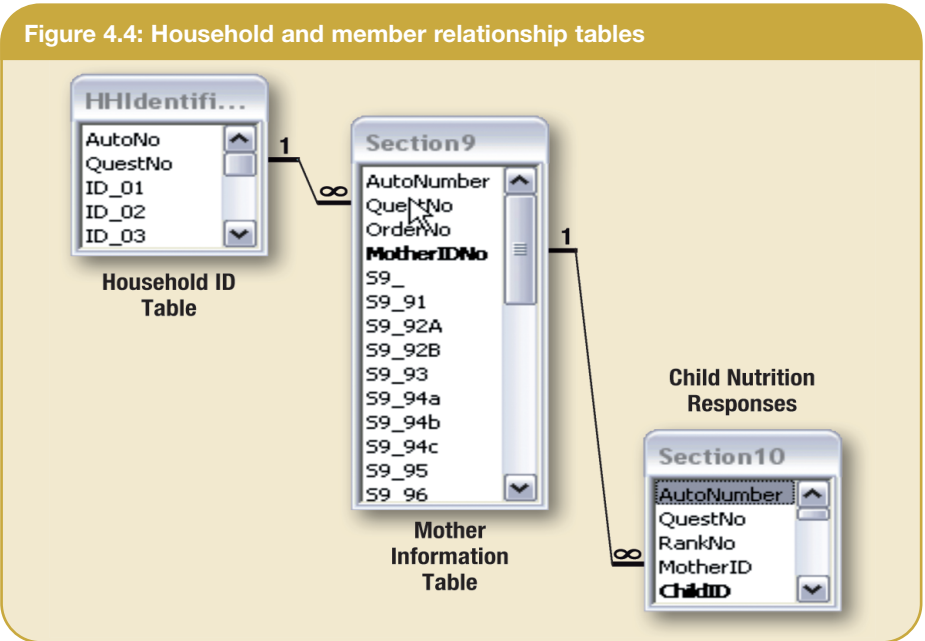 Figure 4.4: Household and member relationship tables
HHIdentifi...
AutoNo
QuestNo
ID_01
ID_02
ID_03
Household ID
Table
1
∞
Section9
AutoNumber
QuestNo
OrderNo
MotherIDNo
S9_
S9_91
S9_92A
S9_92B
S9_93
S9_94a
S9_94b
S9_94c
S9_95
S9_96
Mother
Information
Table
1
∞
Child Nutrition
Responses
Section10
AutoNumber
QuestNo
RankNo
MotherID
ChildID